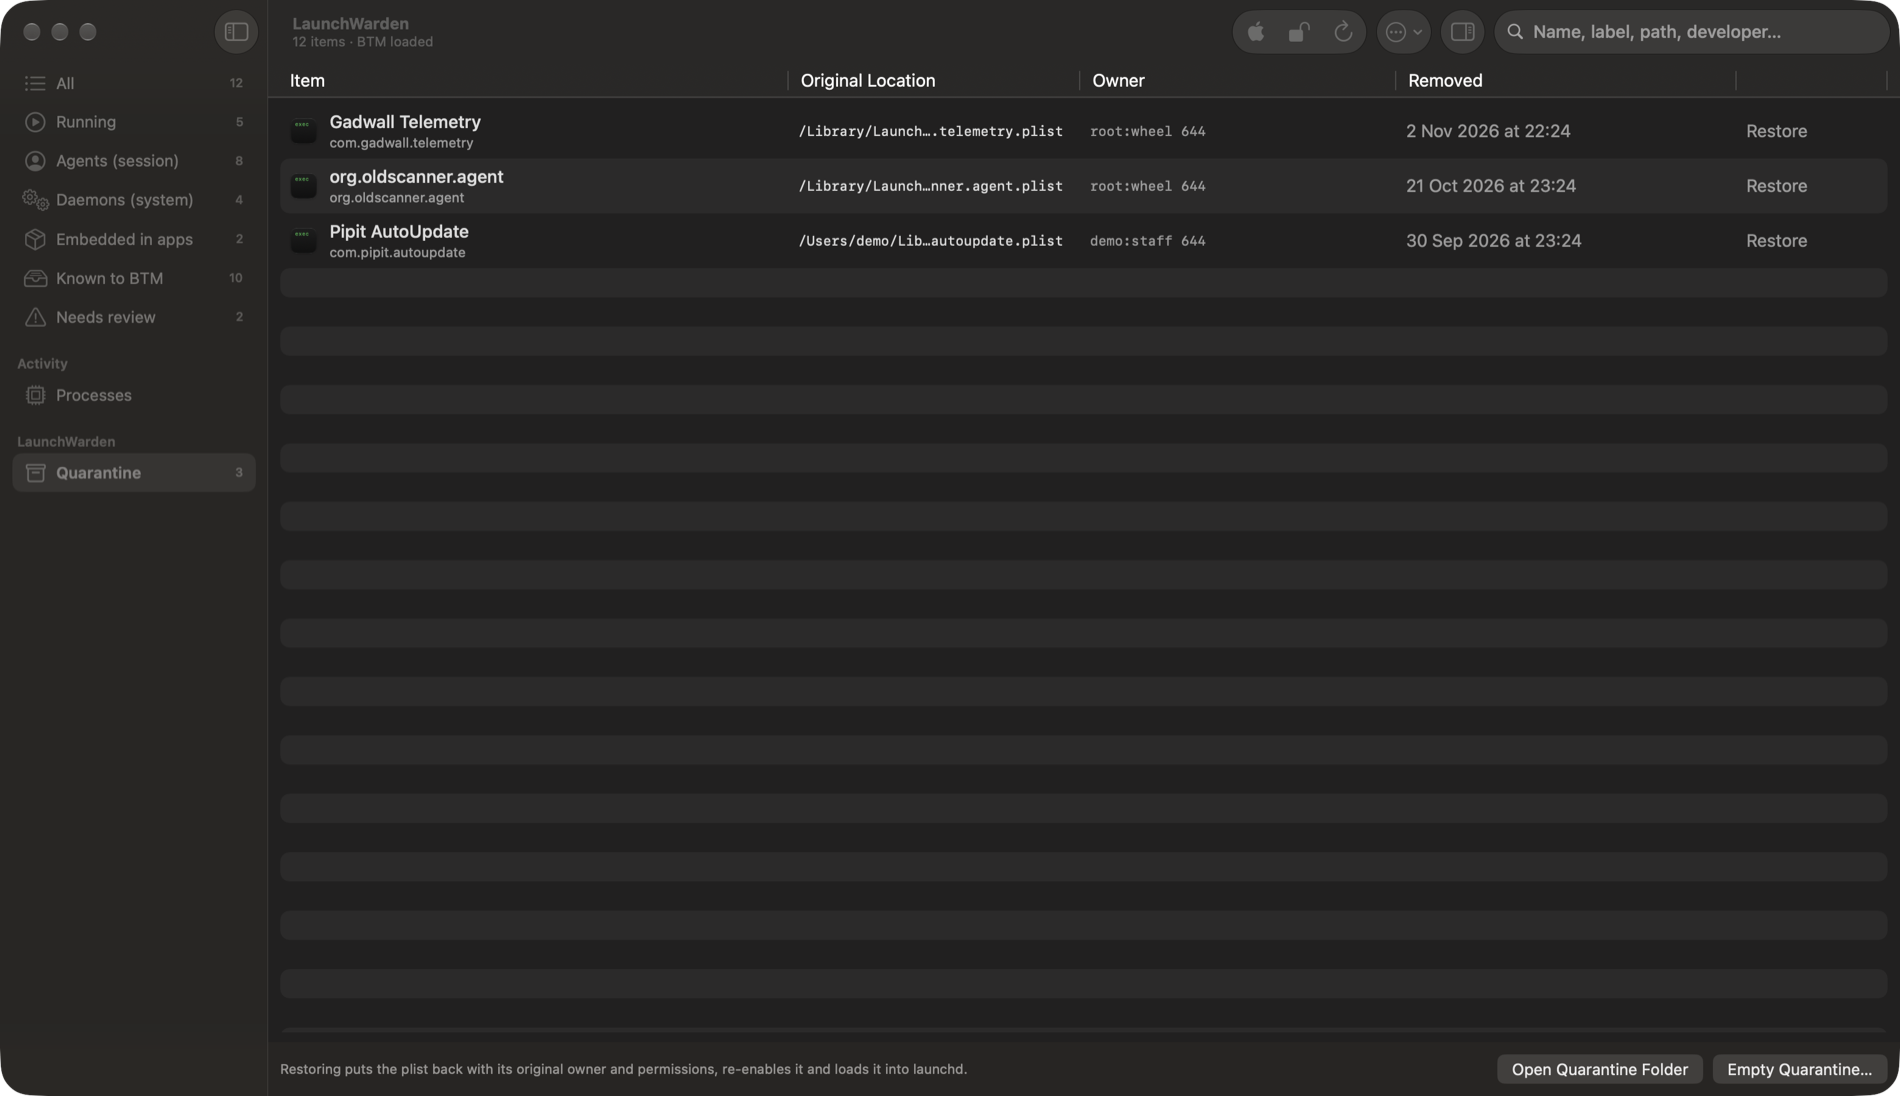 LaunchWarden
12 items · BTM loaded
Name, label, path, developer...
All 12
Running 5
Agents (session) 8
Daemons (system) 4
Embedded in apps 2
Known to BTM 10
Needs review 2
Activity
Processes
LaunchWarden
Quarantine 3
Item Original Location Owner Removed
Gadwall Telemetry
com.gadwall.telemetry
/Library/Launch….telemetry.plist root:wheel 644 2 Nov 2026 at 22:24 Restore
org.oldscanner.agent
org.oldscanner.agent
/Library/Launch…nner.agent.plist root:wheel 644 21 Oct 2026 at 23:24 Restore
Pipit AutoUpdate
com.pipit.autoupdate
/Users/demo/Lib…autoupdate.plist demo:staff 644 30 Sep 2026 at 23:24 Restore
Restoring puts the plist back with its original owner and permissions, re-enables it and loads it into launchd.
Open Quarantine Folder Empty Quarantine...